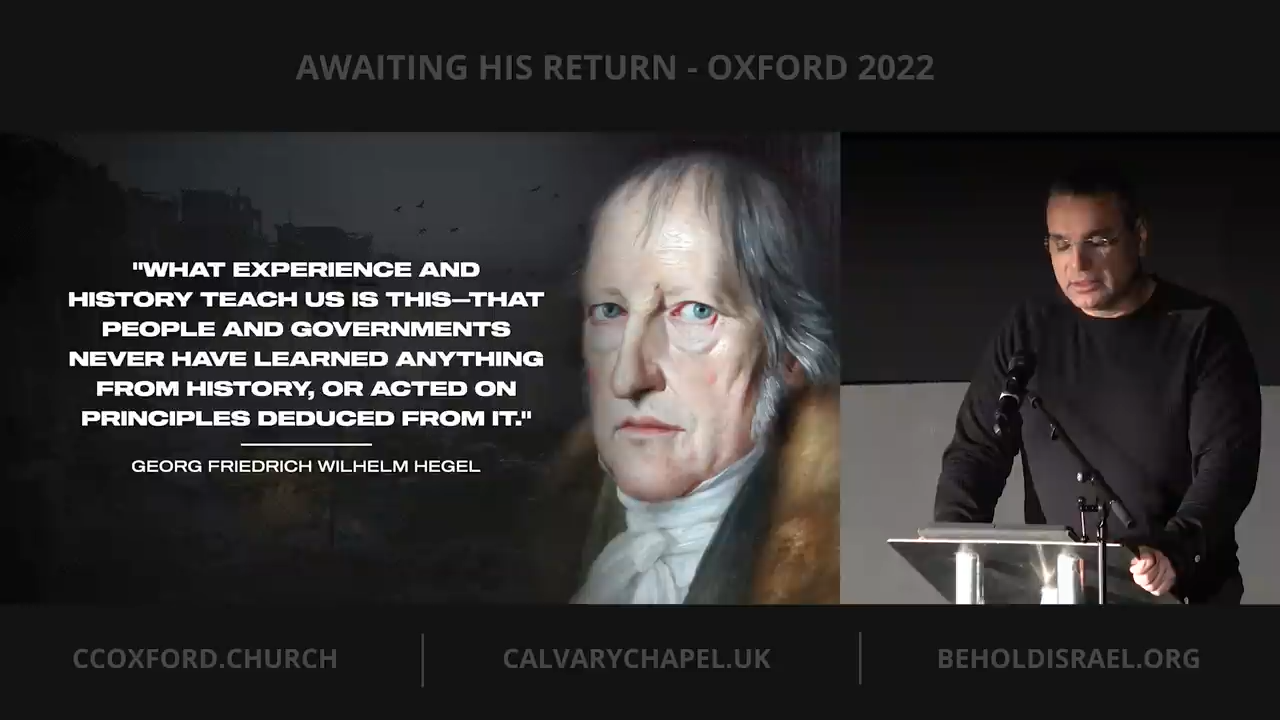 AWAITING HIS RETURN - OXFORD 2022
"WHAT EXPERIENCE AND
HISTORY TEACH US IS THIS—THAT
PEOPLE AND GOVERNMENTS
NEVER HAVE LEARNED ANYTHING
FROM HISTORY, OR ACTED ON
PRINCIPLES DEDUCED FROM IT."
GEORG FRIEDRICH WILHELM HEGEL
CCOXFORD.CHURCH
CALVARYCHAPEL.UK
BEHOLDISRAEL.ORG